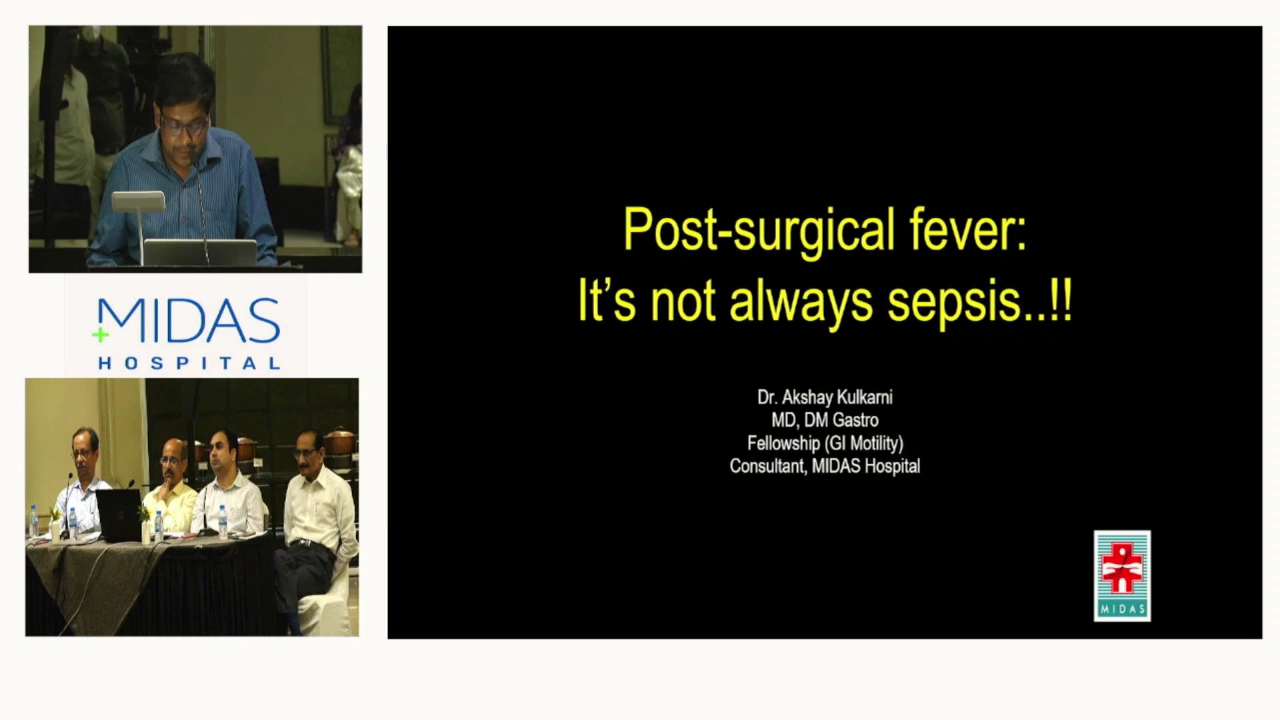 MIDAS
HOSPITAL
Post-surgical fever:
It's not always sepsis..!!
Dr. Akshay Kulkarni
MD, DM Gastro
Fellowship (GI Motility)
Consultant, MIDAS Hospital
MIDAS